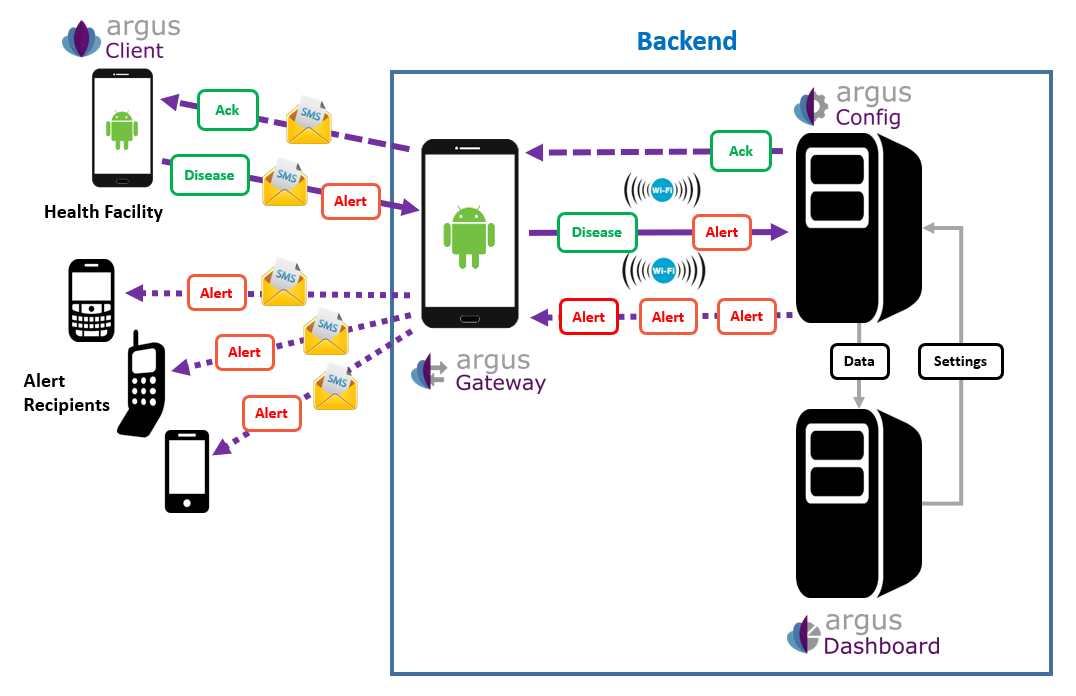 argus
Client
Backend
Ack
SMS
argus
Config
Disease
SMS
Alert
Ack
Health Facility
Wi-Fi
Disease
Alert
Wi-Fi
Alert
SMS
Alert
Alert
Alert
SMS
Alert
argus
Gateway
Data
Settings
Alert
Recipients
SMS
Alert
argus
Dashboard